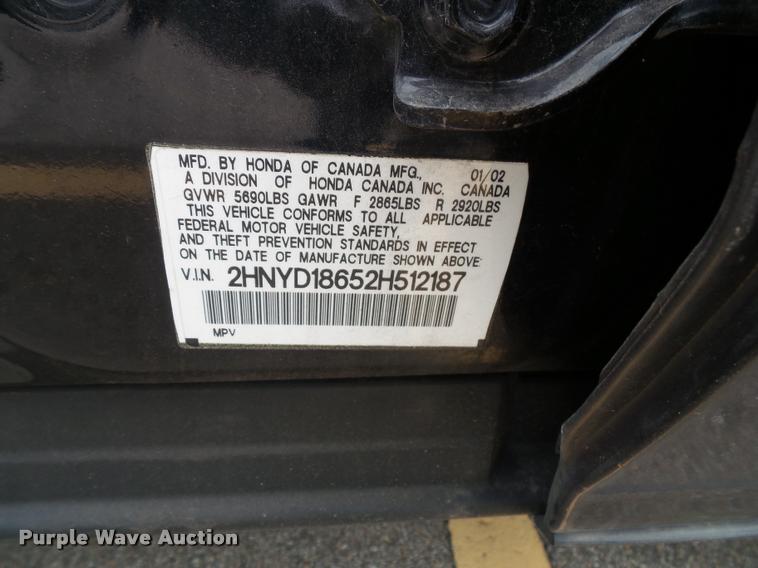 MFD. BY HONDA OF CANADA MFG., 01/02
A DIVISION OF HONDA CANADA INC. CANADA
GVWR 5690LBS GAWR F 2865LBS R 2920LBS
THIS VEHICLE CONFORMS TO ALL APPLICABLE
FEDERAL MOTOR VEHICLE SAFETY,
AND THEFT PREVENTION STANDARDS IN EFFECT
ON THE DATE OF MANUFACTURE SHOWN ABOVE.
V.I.N. 2HNYD18652H512187
MPV
Purple Wave Auction